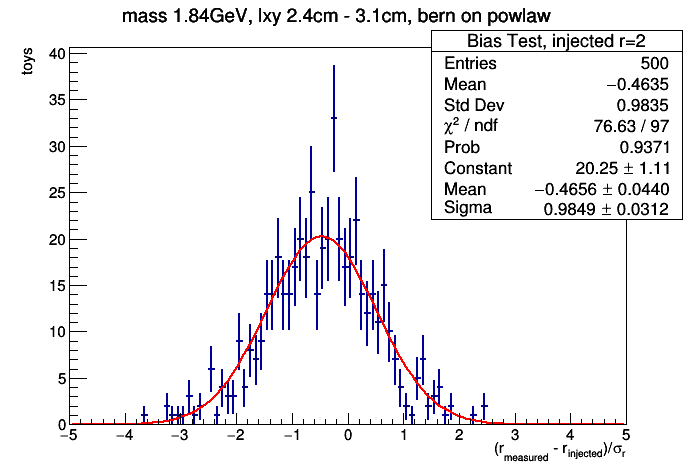 mass 1.84GeV, lxy 2.4cm - 3.1cm, bern on powlaw
Bias Test, injected r=2
Entries 500
Mean −0.4635
Std Dev 0.9835
χ² / ndf 76.63 / 97
Prob 0.9371
Constant 20.25 ± 1.11
Mean −0.4656 ± 0.0440
Sigma 0.9849 ± 0.0312
toys
40
35
30
25
20
15
10
5
0
−5 −4 −3 −2 −1 0 1 2 3 4 5
(r_measured - r_injected)/σ_r